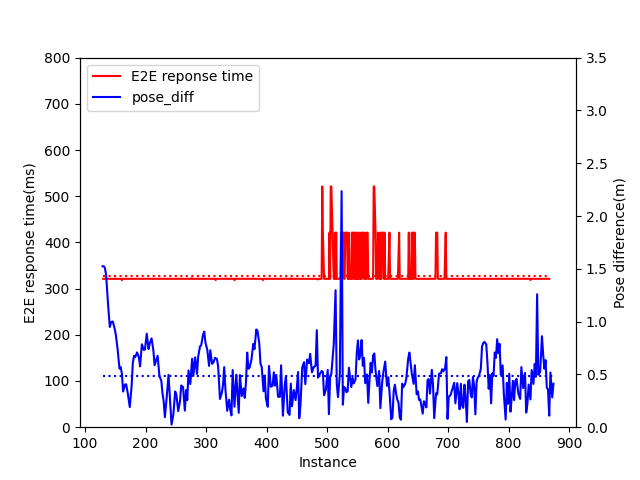 E2E reponse time
pose_diff
800
700
600
500
400
300
200
100
0
E2E response time(ms)
3.5
3.0
2.5
2.0
1.5
1.0
0.5
0.0
Pose difference(m)
100 200 300 400 500 600 700 800 900
Instance